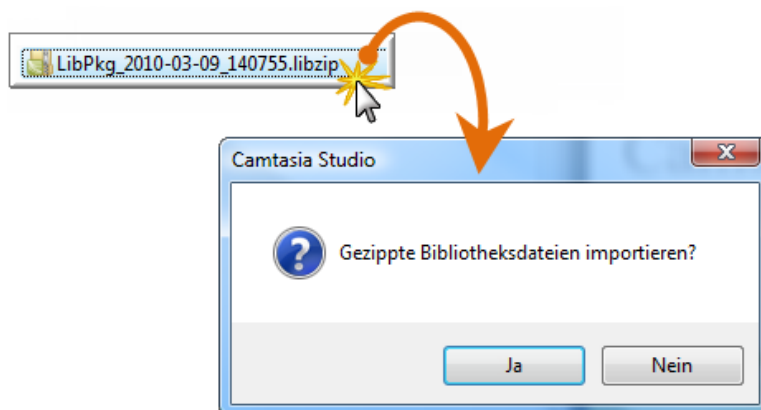 LibPkg_2010-03-09_140755.libzip
Camtasia Studio
Gezippte Bibliotheksdateien importieren?
Ja
Nein